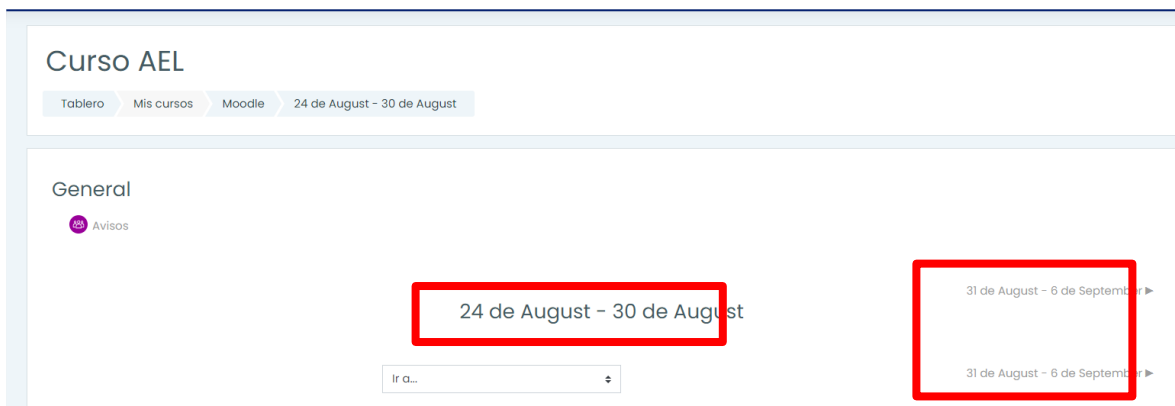 Curso AEL
Tablero Mis cursos Moodle 24 de August - 30 de August
General
Avisos
31 de August - 6 de September ▶
24 de August - 30 de August
Ir a...
31 de August - 6 de September ▶